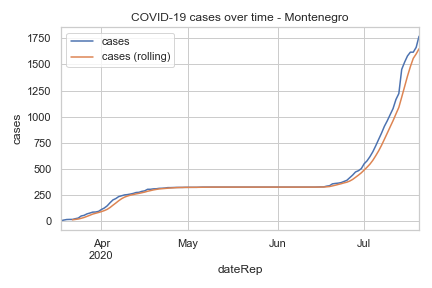 COVID-19 cases over time - Montenegro
cases
cases (rolling)
1750
1500
1250
1000
750
500
250
0
cases
Apr
2020
May
Jun
Jul
dateRep